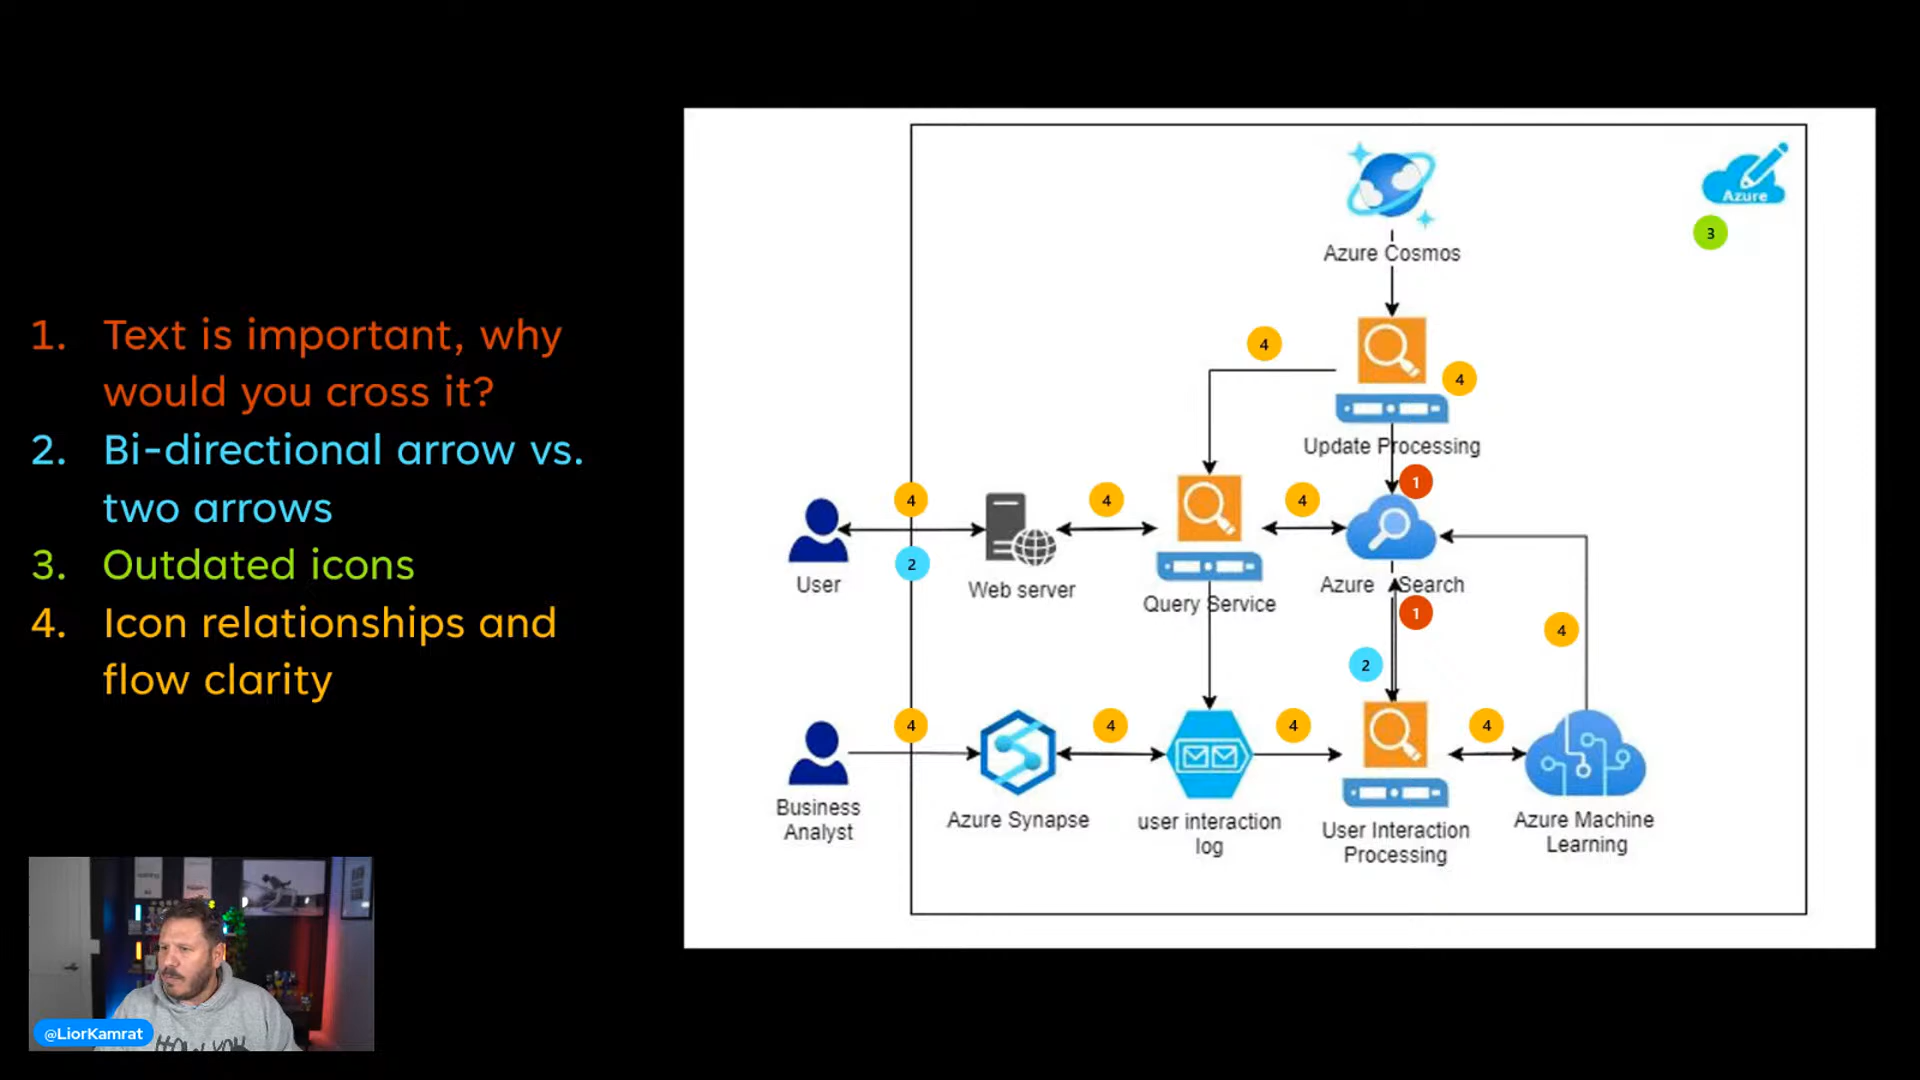 1. Text is important, why
would you cross it?
2. Bi-directional arrow vs.
two arrows
3. Outdated icons
4. Icon relationships and
flow clarity
Azure
3
Azure Cosmos
4
4
Update Processing
1
4
4
4
2
User
Web server
Query Service
Azure Search
1
2
4
4
4
4
4
Business
Analyst
Azure Synapse
user interaction
log
User Interaction
Processing
Azure Machine
Learning
@LiorKamrat